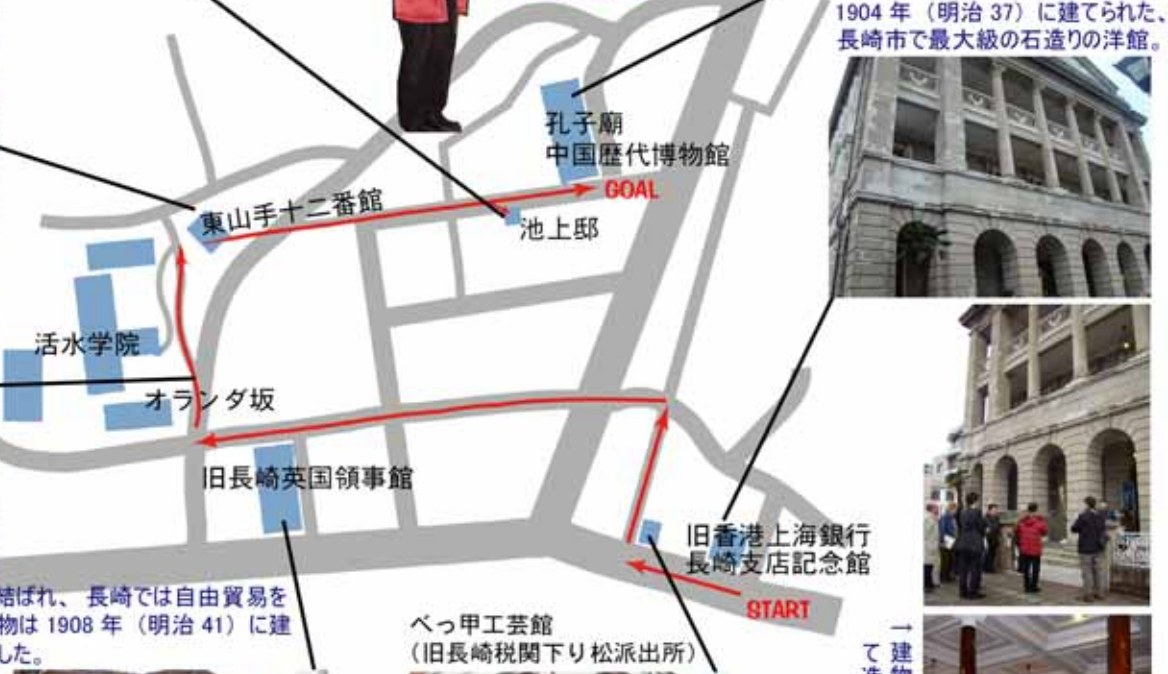 1904 年（明治 37）に建てられた、
長崎市で最大級の石造りの洋館。
孔子廟
中国歴代博物館
GOAL
東山手十二番館
池上邸
活水学院
オランダ坂
旧長崎英国領事館
旧香港上海銀行
長崎支店記念館
START
結ばれ、長崎では自由貿易を
物は 1908 年（明治 41）に建
した。
べっ甲工芸館
（旧長崎税関下り松派出所）
→建物
て造